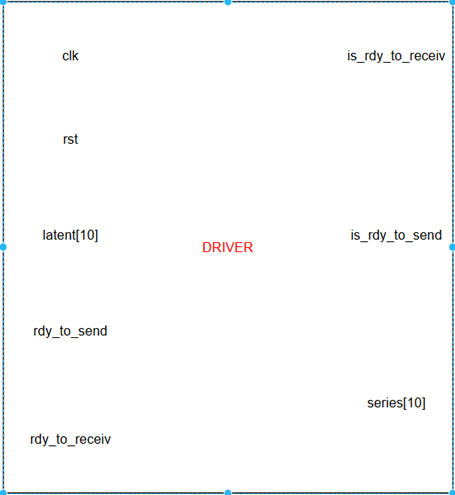 clk
is_rdy_to_receiv
rst
latent[10]
is_rdy_to_send
DRIVER
rdy_to_send
series[10]
rdy_to_receiv